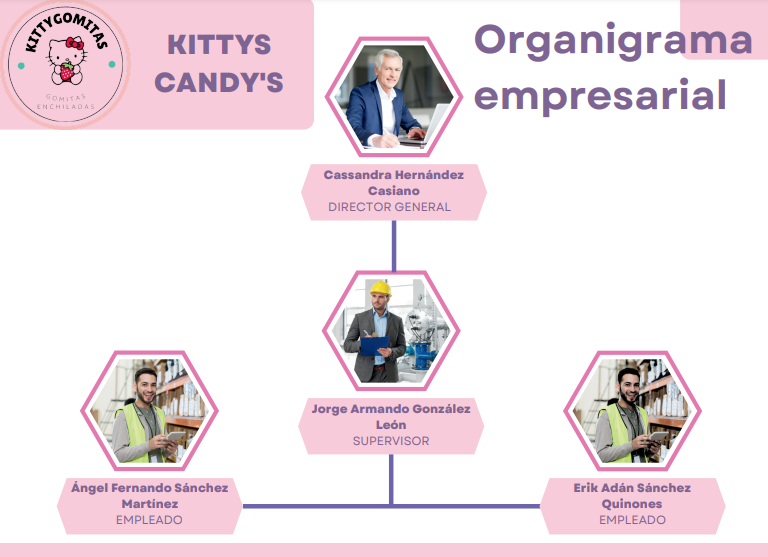 KITTYGOMITAS
GOMITAS
ENCHILADAS
KITTYS
CANDY'S
Organigrama
empresarial
Cassandra Hernández
Casiano
DIRECTOR GENERAL
Jorge Armando González
León
SUPERVISOR
Ángel Fernando Sánchez
Martínez
EMPLEADO
Erik Adán Sánchez
Quinones
EMPLEADO